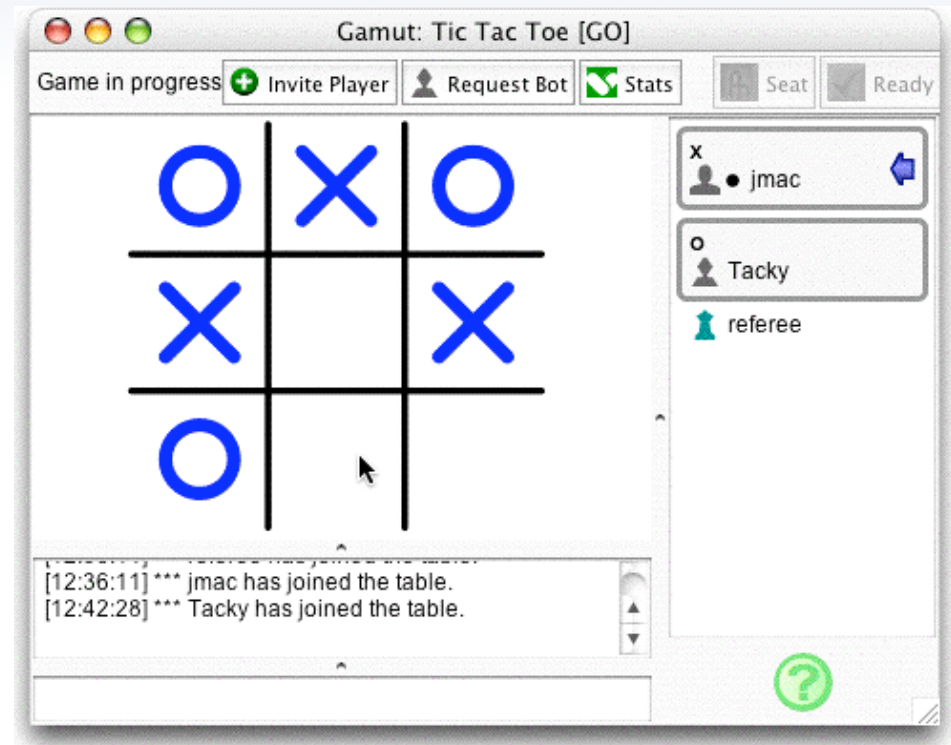 Gamut: Tic Tac Toe [GO]
Game in progress Invite Player Request Bot Stats Seat Ready
X
jmac
O
Tacky
referee
[12:36:11] *** jmac has joined the table.
[12:42:28] *** Tacky has joined the table.